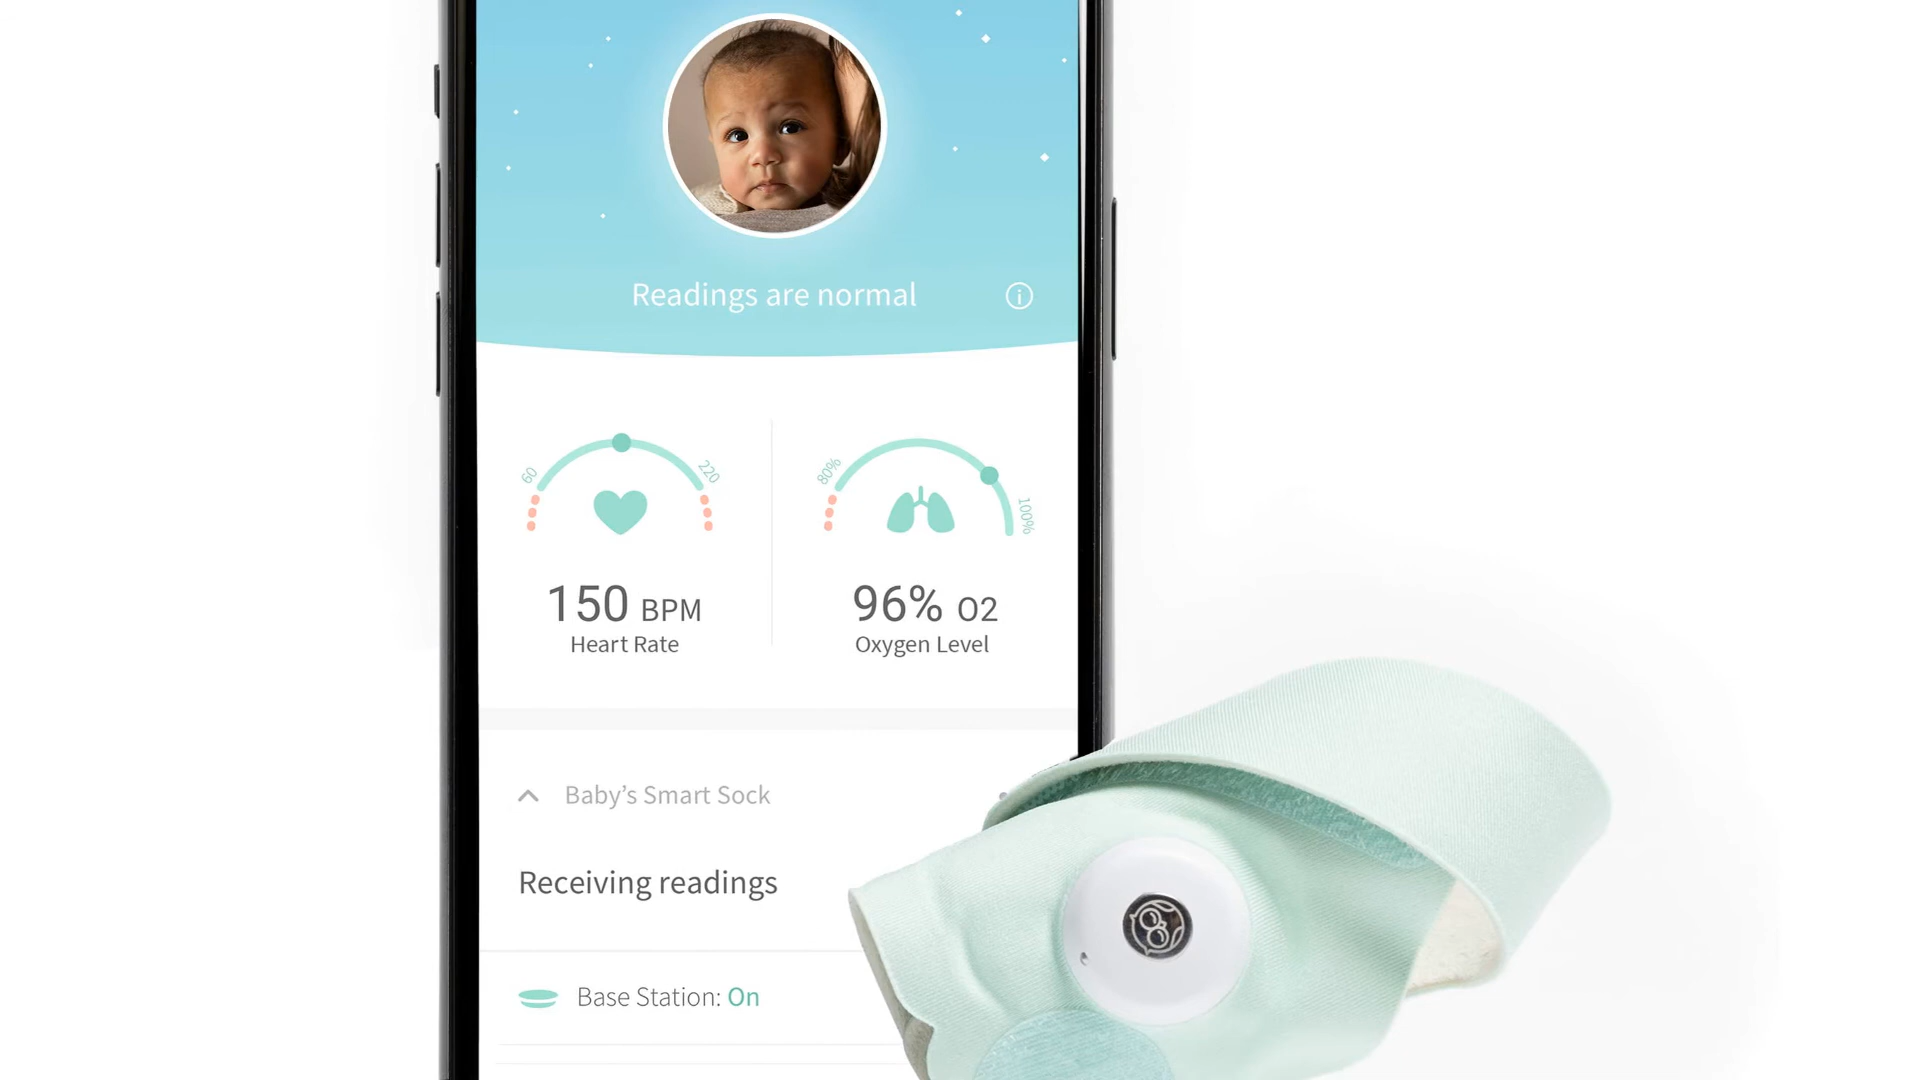 Readings are normal
60
220
80%
100%
150 BPM
Heart Rate
96% O2
Oxygen Level
Baby’s Smart Sock
Receiving readings
Base Station: On